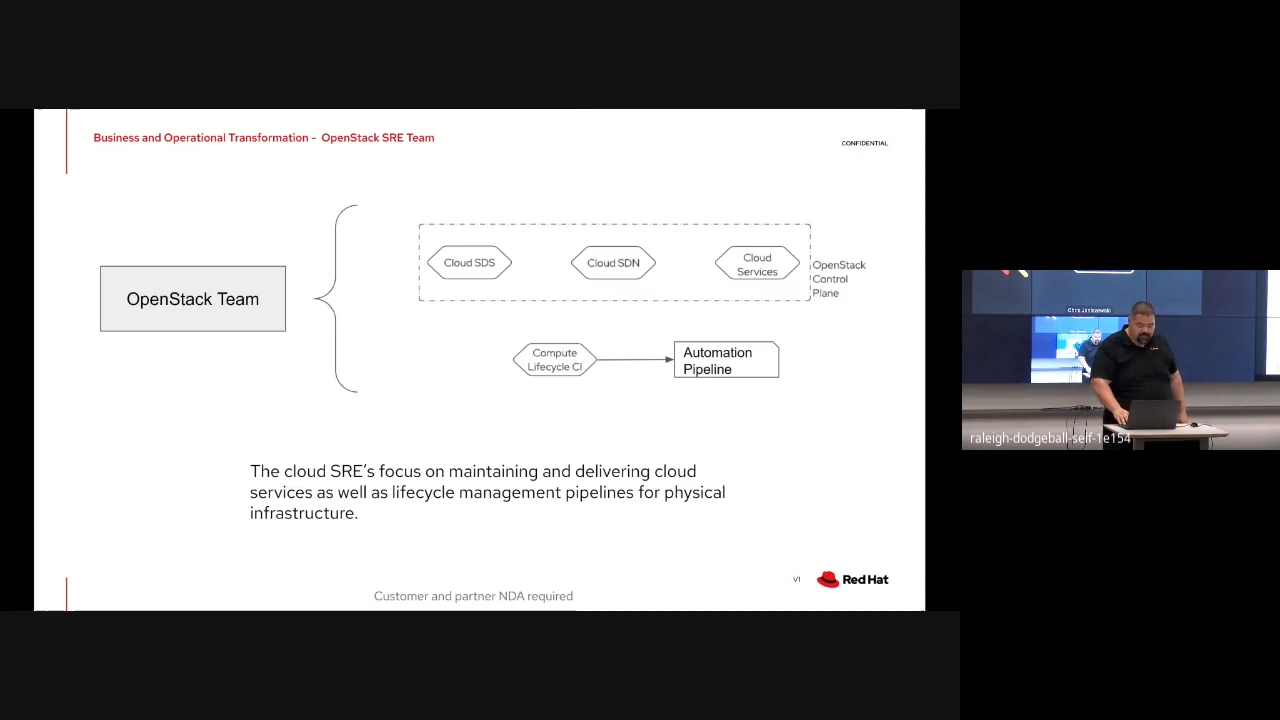 Business and Operational Transformation - OpenStack SRE Team
CONFIDENTIAL
OpenStack Team
Cloud SDS
Cloud SDN
Cloud
Services
OpenStack
Control
Plane
Compute
Lifecycle CI
Automation
Pipeline
The cloud SRE's focus on maintaining and delivering cloud
services as well as lifecycle management pipelines for physical
infrastructure.
V1
Red Hat
Customer and partner NDA required
Chris Janiszewski
raleigh-dodgeball-self-1e154